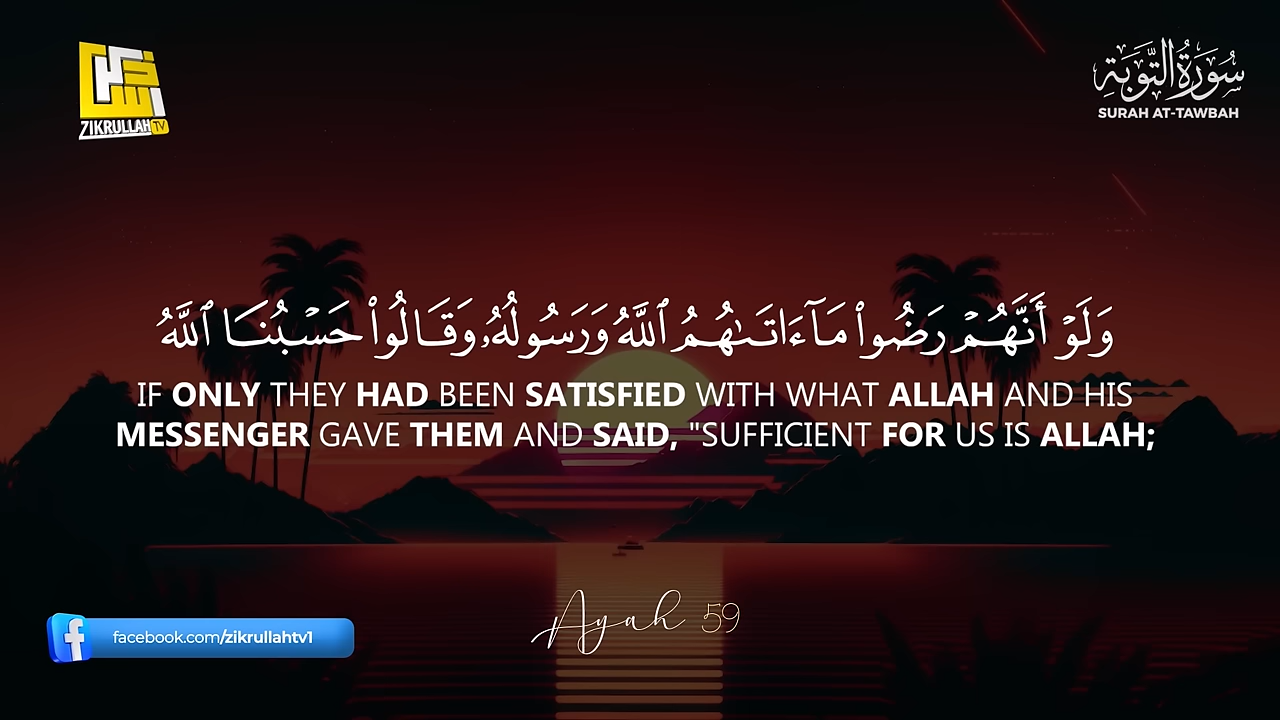 ZIKRULLAH TV
سُورَةُ التَّوْبَة
SURAH AT-TAWBAH
وَلَوْ أَنَّهُمْ رَضُوا۟ مَآ ءَاتَىٰهُمُ ٱللَّهُ وَرَسُولُهُۥ وَقَالُوا۟ حَسْبُنَا ٱللَّهُ
IF ONLY THEY HAD BEEN SATISFIED WITH WHAT ALLAH AND HIS
MESSENGER GAVE THEM AND SAID, "SUFFICIENT FOR US IS ALLAH;
Ayah 59
facebook.com/zikrullahtv1